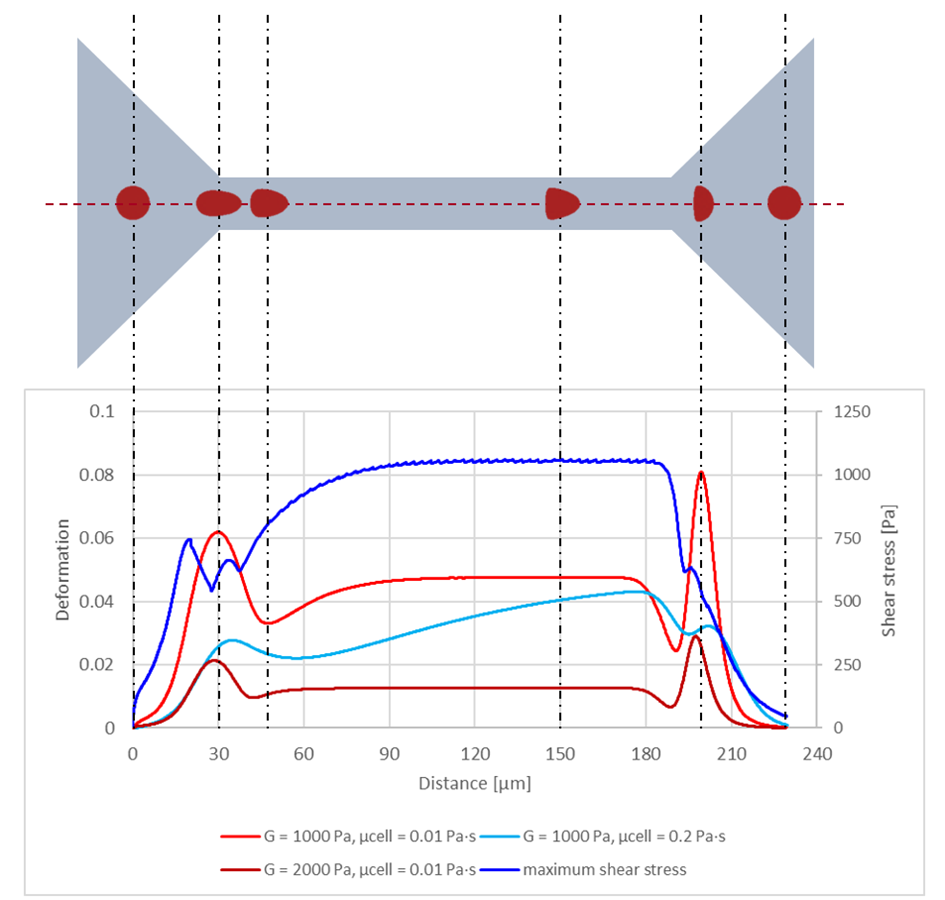 0.1
0.08
0.06
0.04
0.02
0
Deformation
1250
1000
750
500
250
0
Shear stress [Pa]
0 30 60 90 120 150 180 210 240
Distance [μm]
G = 1000 Pa, μcell = 0.01 Pa·s G = 1000 Pa, μcell = 0.2 Pa·s
G = 2000 Pa, μcell = 0.01 Pa·s maximum shear stress